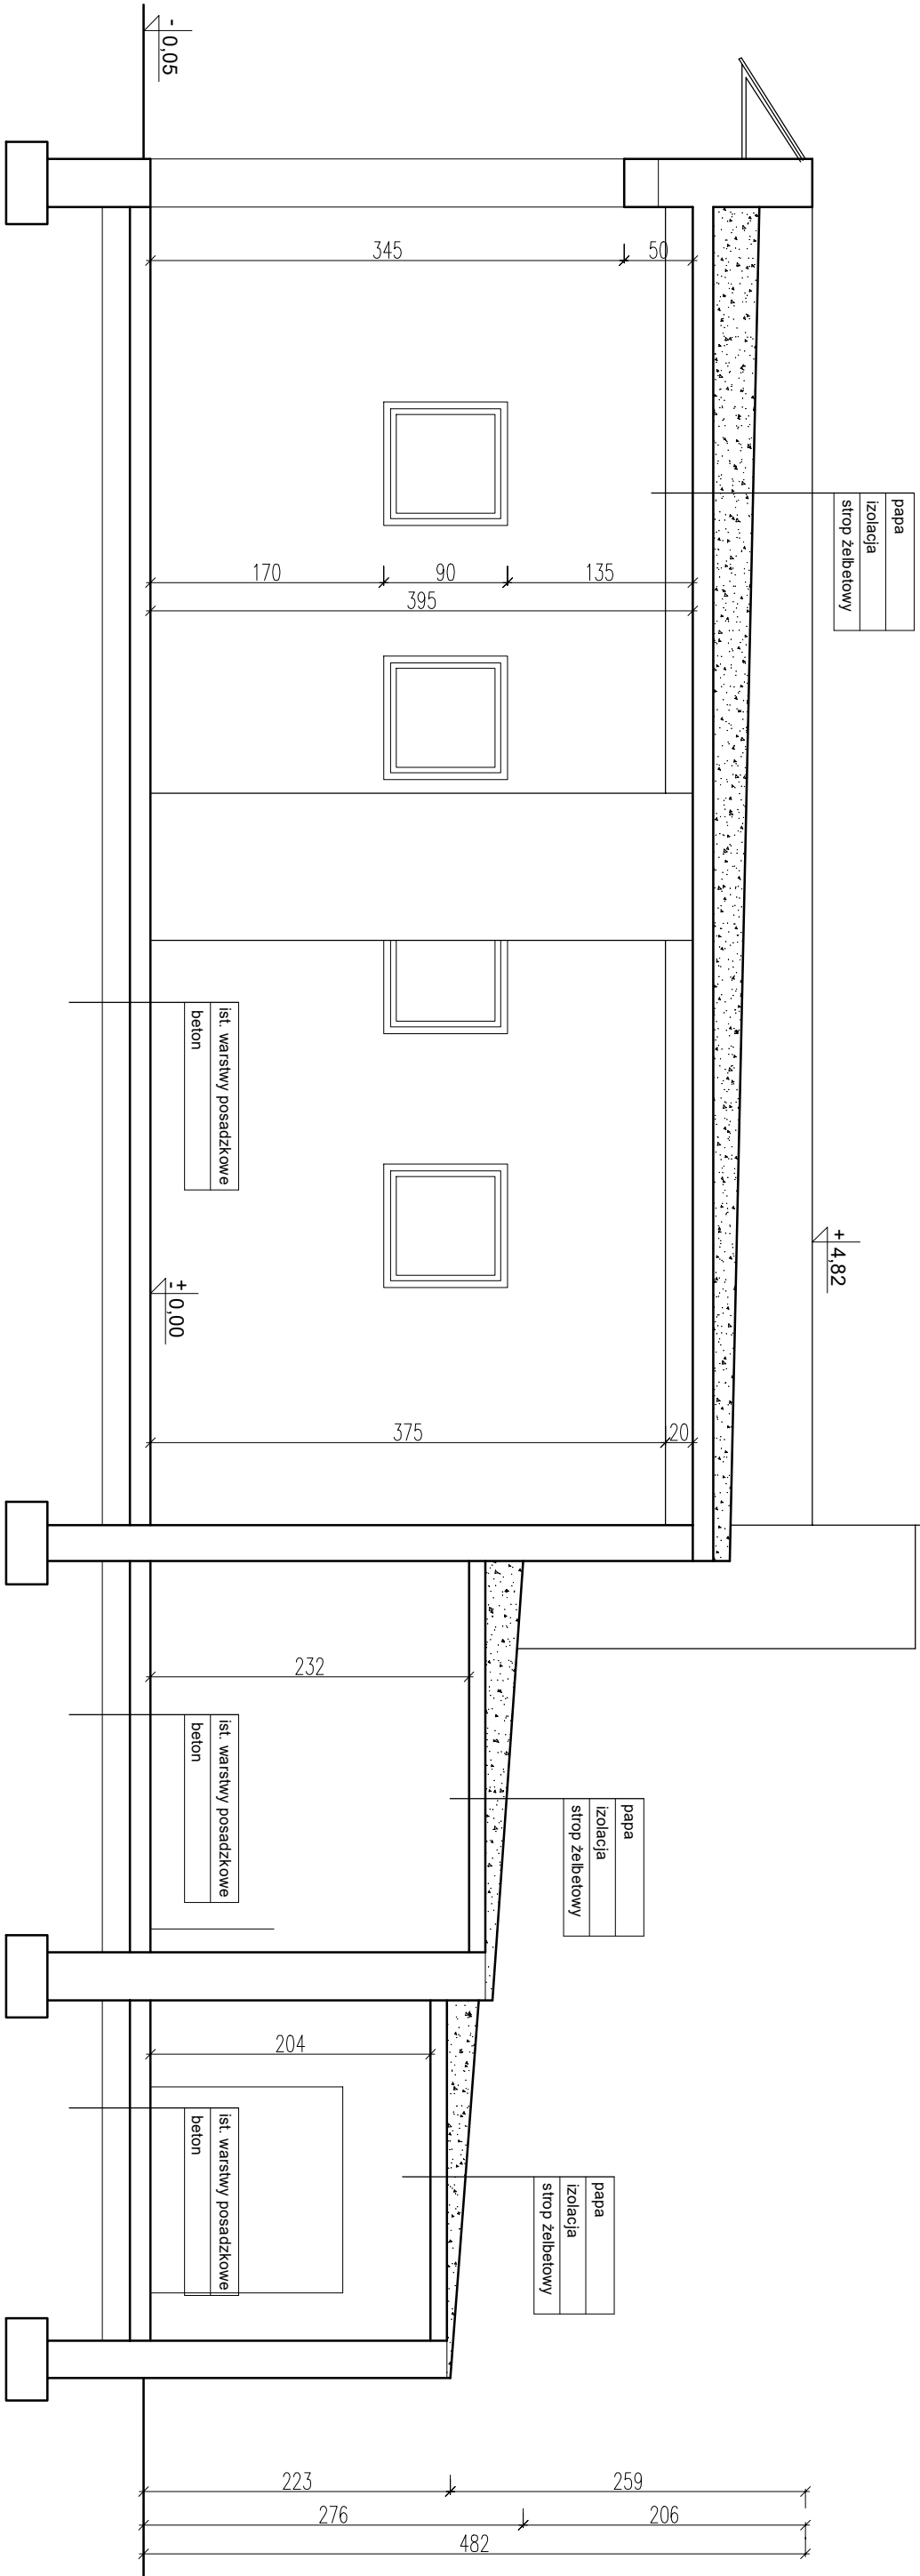 - 0,05
345
50
papa
izolacja
strop żelbetowy
170
90
135
395
ist. warstwy posadzkowe
beton
+ 4,82
+
- 0,00
375
20
232
ist. warstwy posadzkowe
beton
papa
izolacja
strop żelbetowy
204
ist. warstwy posadzkowe
beton
papa
izolacja
strop żelbetowy
223
259
276
206
482